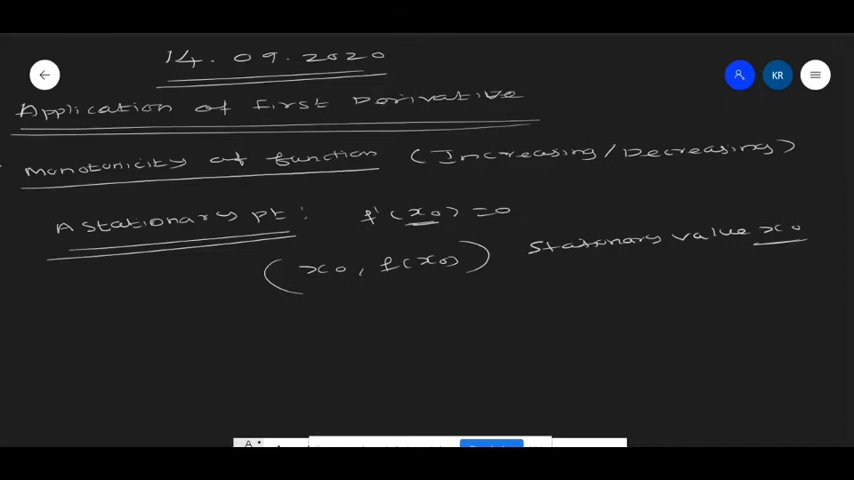 14.09.2020
KR
Application of First Derivative
Monotonicity of function (Increasing/Decreasing)
A Stationary pt: f'(x₀)=0
(x₀, f(x₀)) Stationary value x₀
A